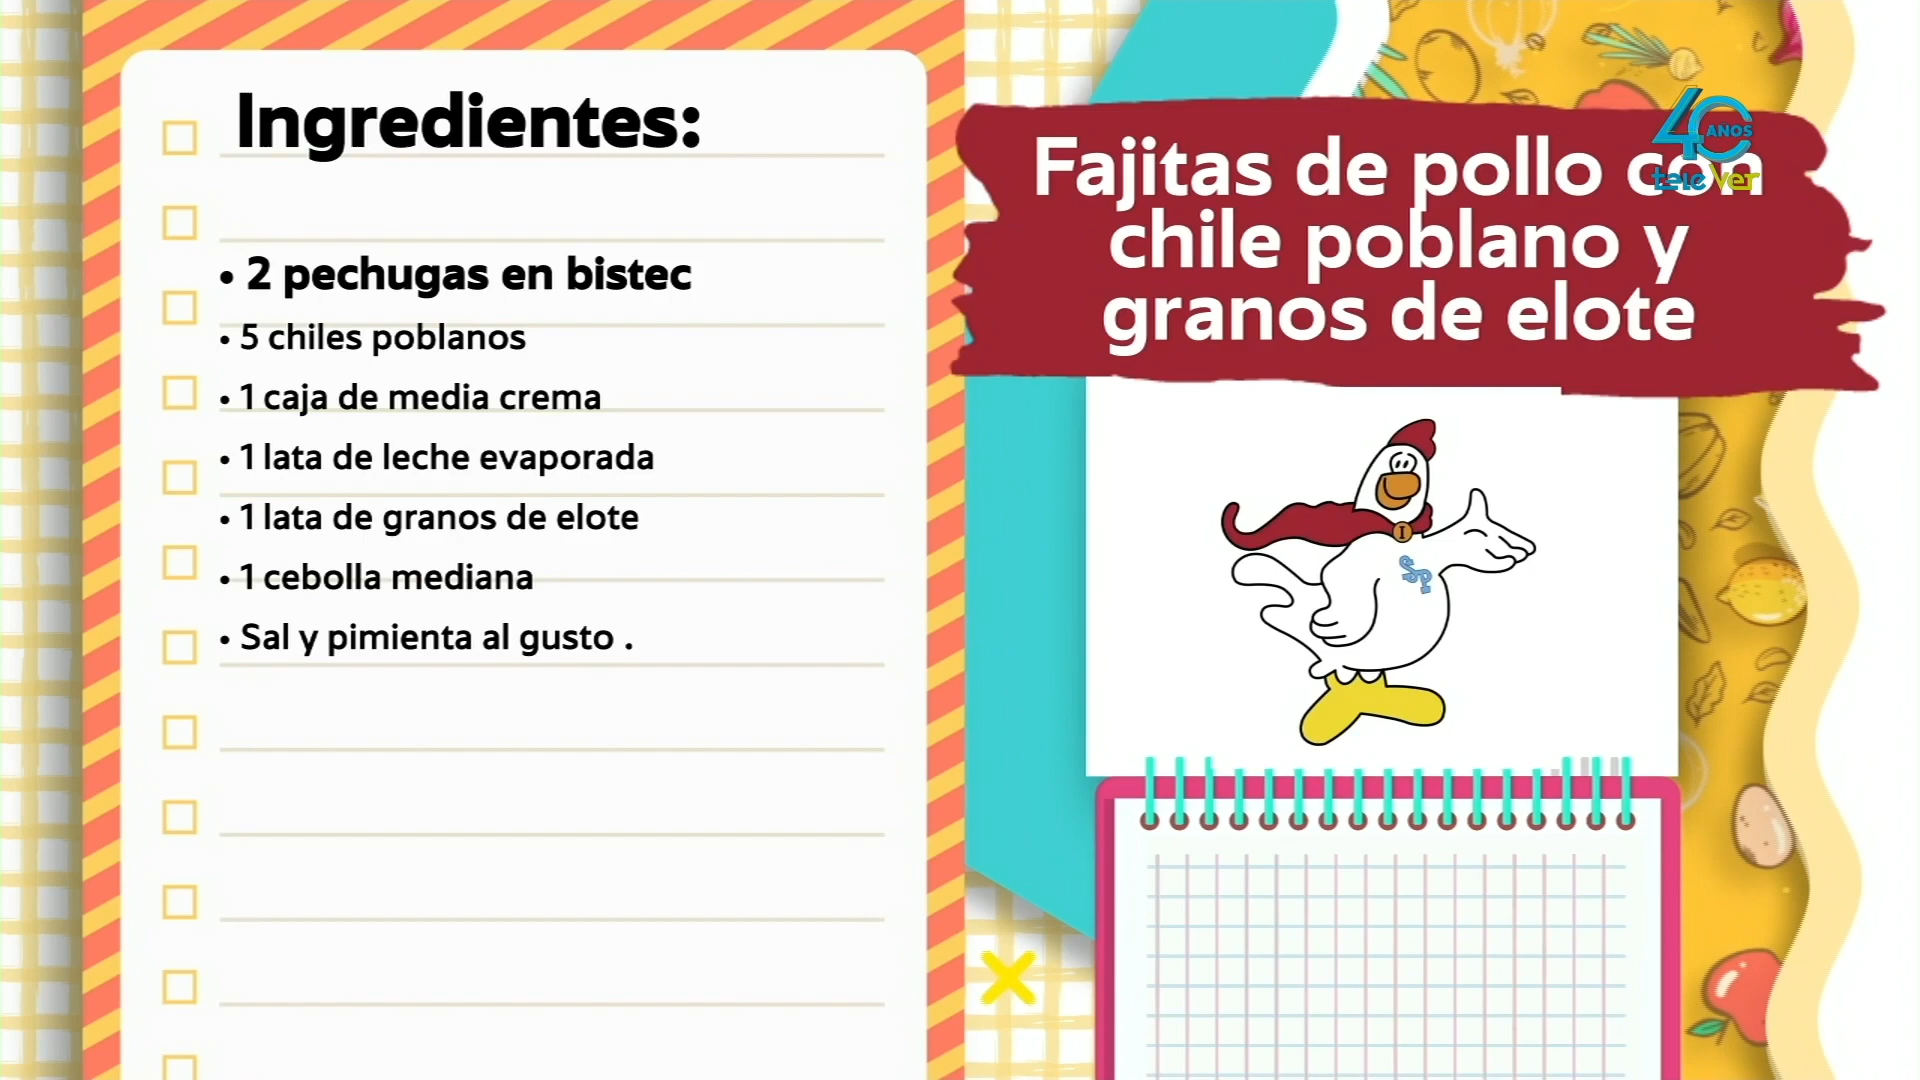 Ingredientes:
• 2 pechugas en bistec
• 5 chiles poblanos
• 1 caja de media crema
• 1 lata de leche evaporada
• 1 lata de granos de elote
• 1 cebolla mediana
• Sal y pimienta al gusto .
Fajitas de pollo con
chile poblano y
granos de elote
40
AÑOS
teleVer
I